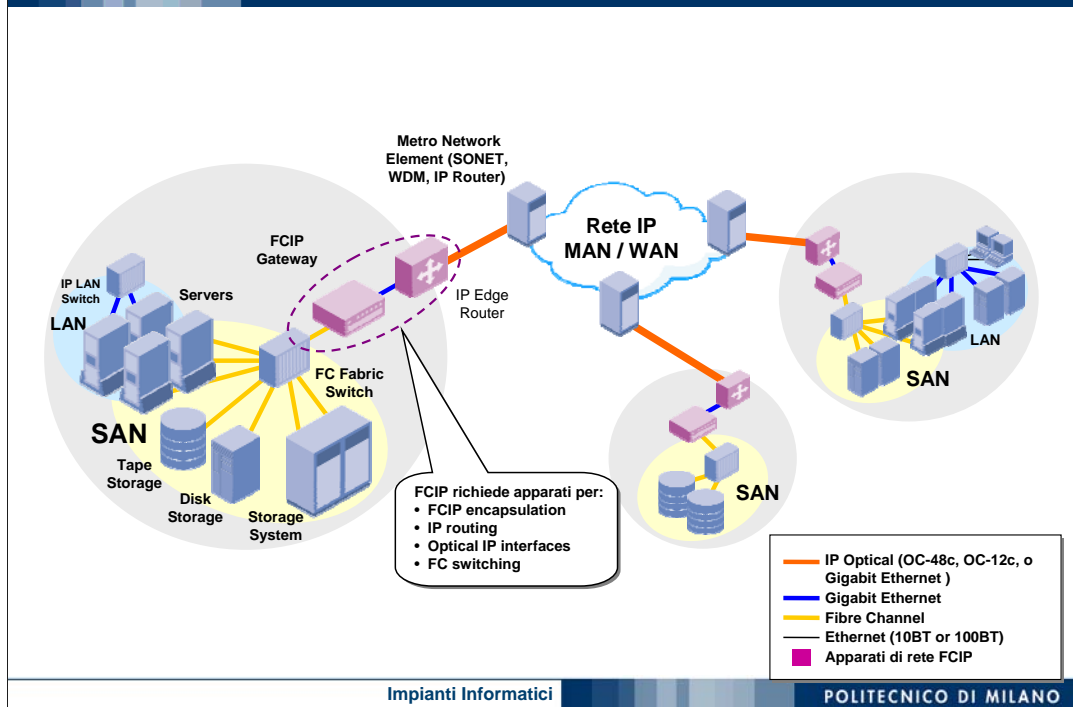 Metro Network
Element (SONET,
WDM, IP Router)
Rete IP
MAN / WAN
FCIP
Gateway
IP Edge
Router
IP LAN
Switch
Servers
LAN
FC Fabric
Switch
SAN
Tape
Storage
Disk
Storage
Storage
System
FCIP richiede apparati per:
• FCIP encapsulation
• IP routing
• Optical IP interfaces
• FC switching
SAN
LAN
SAN
IP Optical (OC-48c, OC-12c, o
Gigabit Ethernet )
Gigabit Ethernet
Fibre Channel
Ethernet (10BT or 100BT)
Apparati di rete FCIP
Impianti Informatici
POLITECNICO DI MILANO